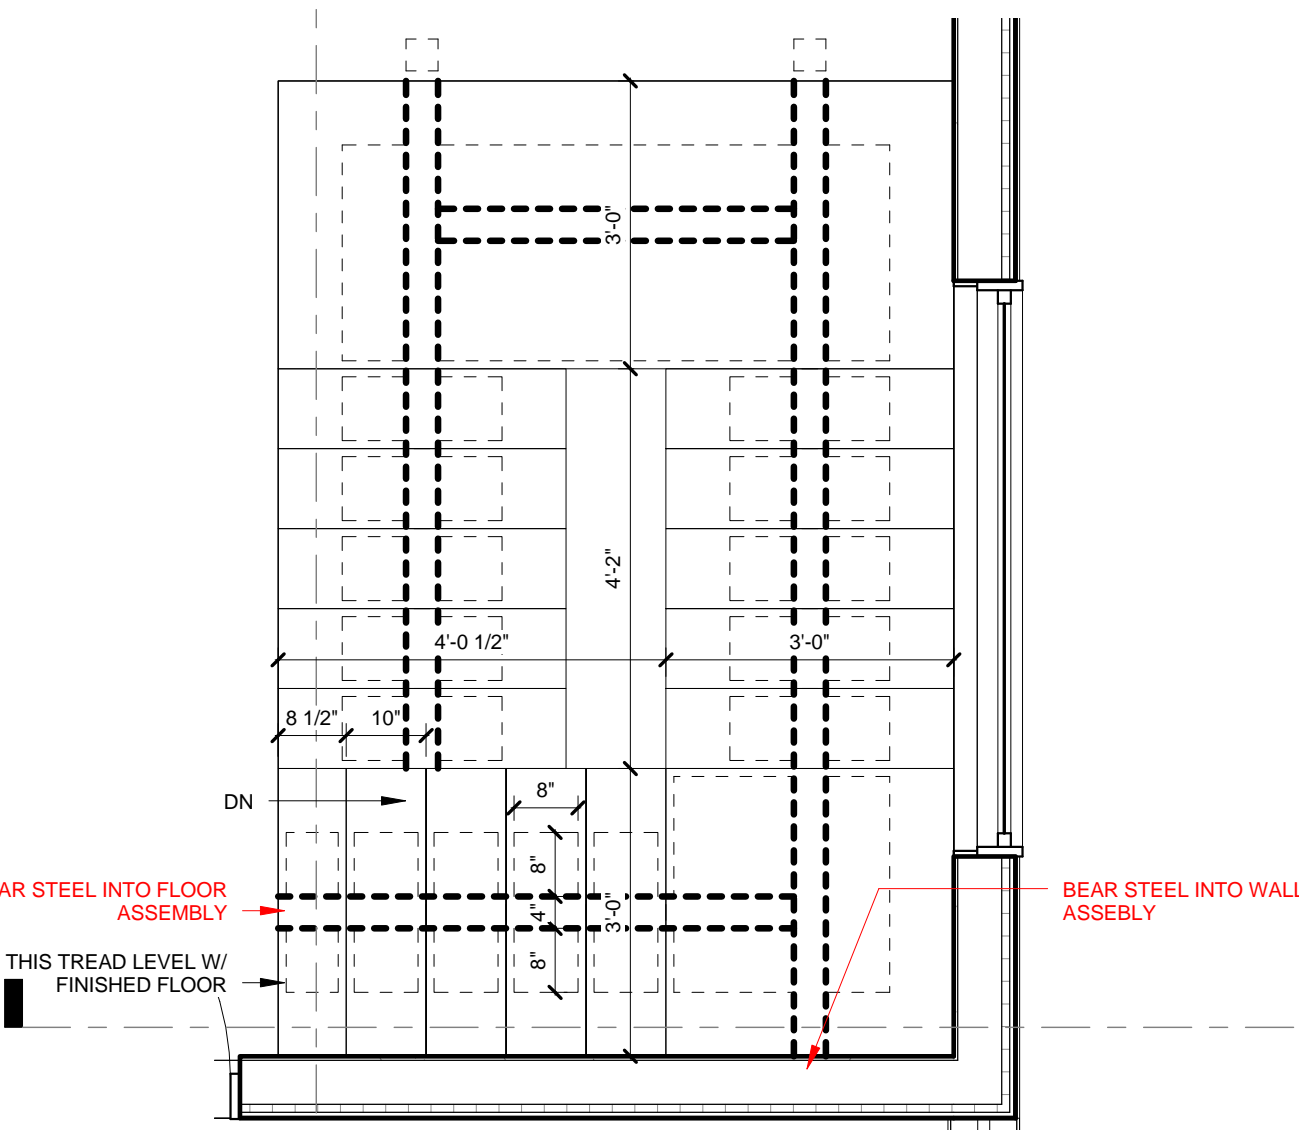 3'-0"
4'-2"
4'-0 1/2"
3'-0"
8 1/2"
10"
DN
8"
8"
4"
8"
3'-0"
AR STEEL INTO FLOOR
ASSEMBLY
THIS TREAD LEVEL W/
FINISHED FLOOR
BEAR STEEL INTO WALL
ASSEBLY